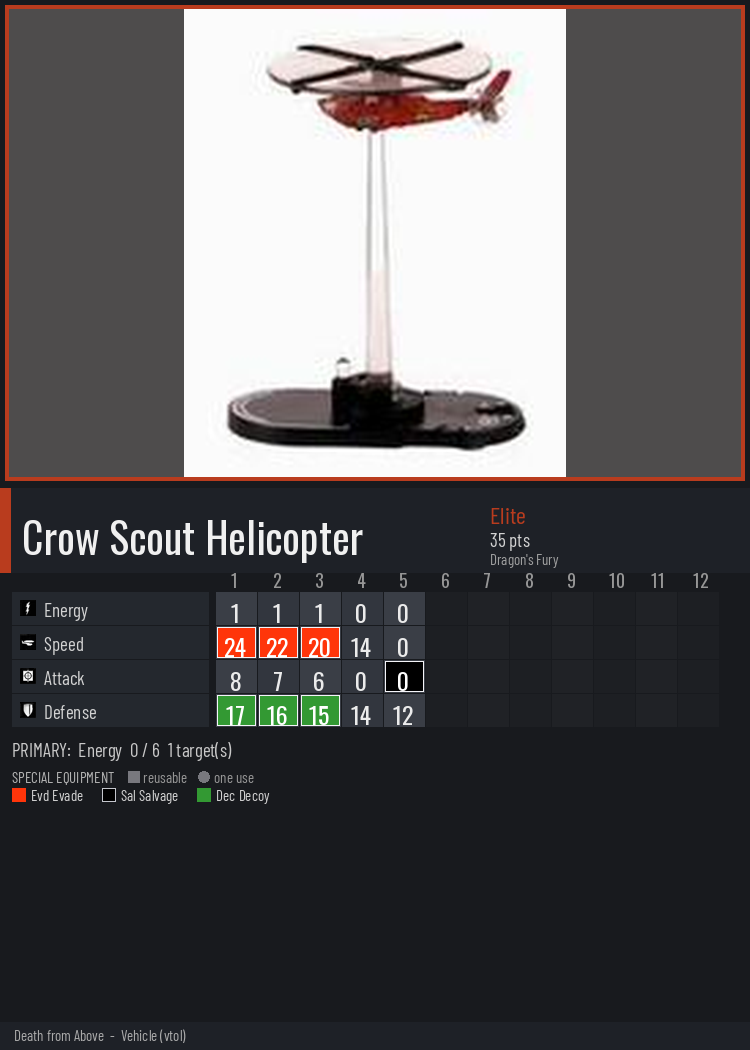 Crow Scout Helicopter
Elite
35 pts
Dragon's Fury
1 2 3 4 5 6 7 8 9 10 11 12
Energy 1 1 1 0 0
Speed 24 22 20 14 0
Attack 8 7 6 0 0
Defense 17 16 15 14 12
PRIMARY: Energy 0 / 6 1 target(s)
SPECIAL EQUIPMENT reusable one use
Evd Evade Sal Salvage Dec Decoy
Death from Above - Vehicle (vtol)